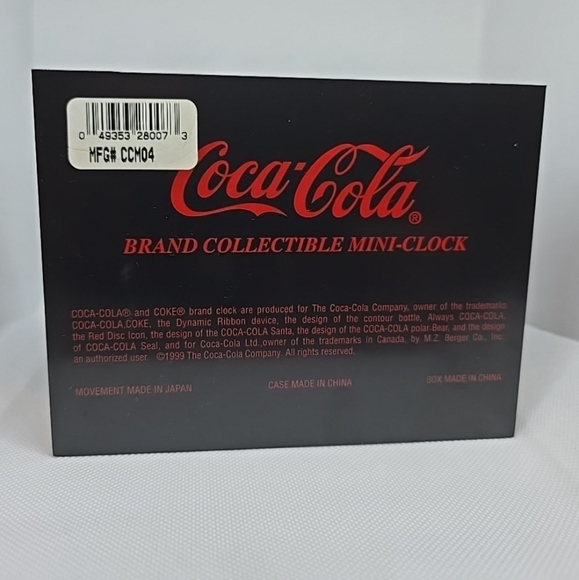 0 49353 28007 3
MFG# CCM04
Coca-Cola®
BRAND COLLECTIBLE MINI-CLOCK
COCA-COLA® and COKE® brand clock are produced for The Coca-Cola Company, owner of the trademarks
COCA-COLA,COKE, the Dynamic Ribbon device, the design of the contour bottle, Always COCA-COLA,
the Red Disc Icon, the design of the COCA-COLA Santa, the design of the COCA-COLA polar Bear, and the design
of COCA-COLA Seal, and for Coca-Cola Ltd.,owner of the trademarks in Canada, by M.Z. Berger Co., Inc.
an authorized user. ©1999 The Coca-Cola Company. All rights reserved.
MOVEMENT MADE IN JAPAN CASE MADE IN CHINA BOX MADE IN CHINA